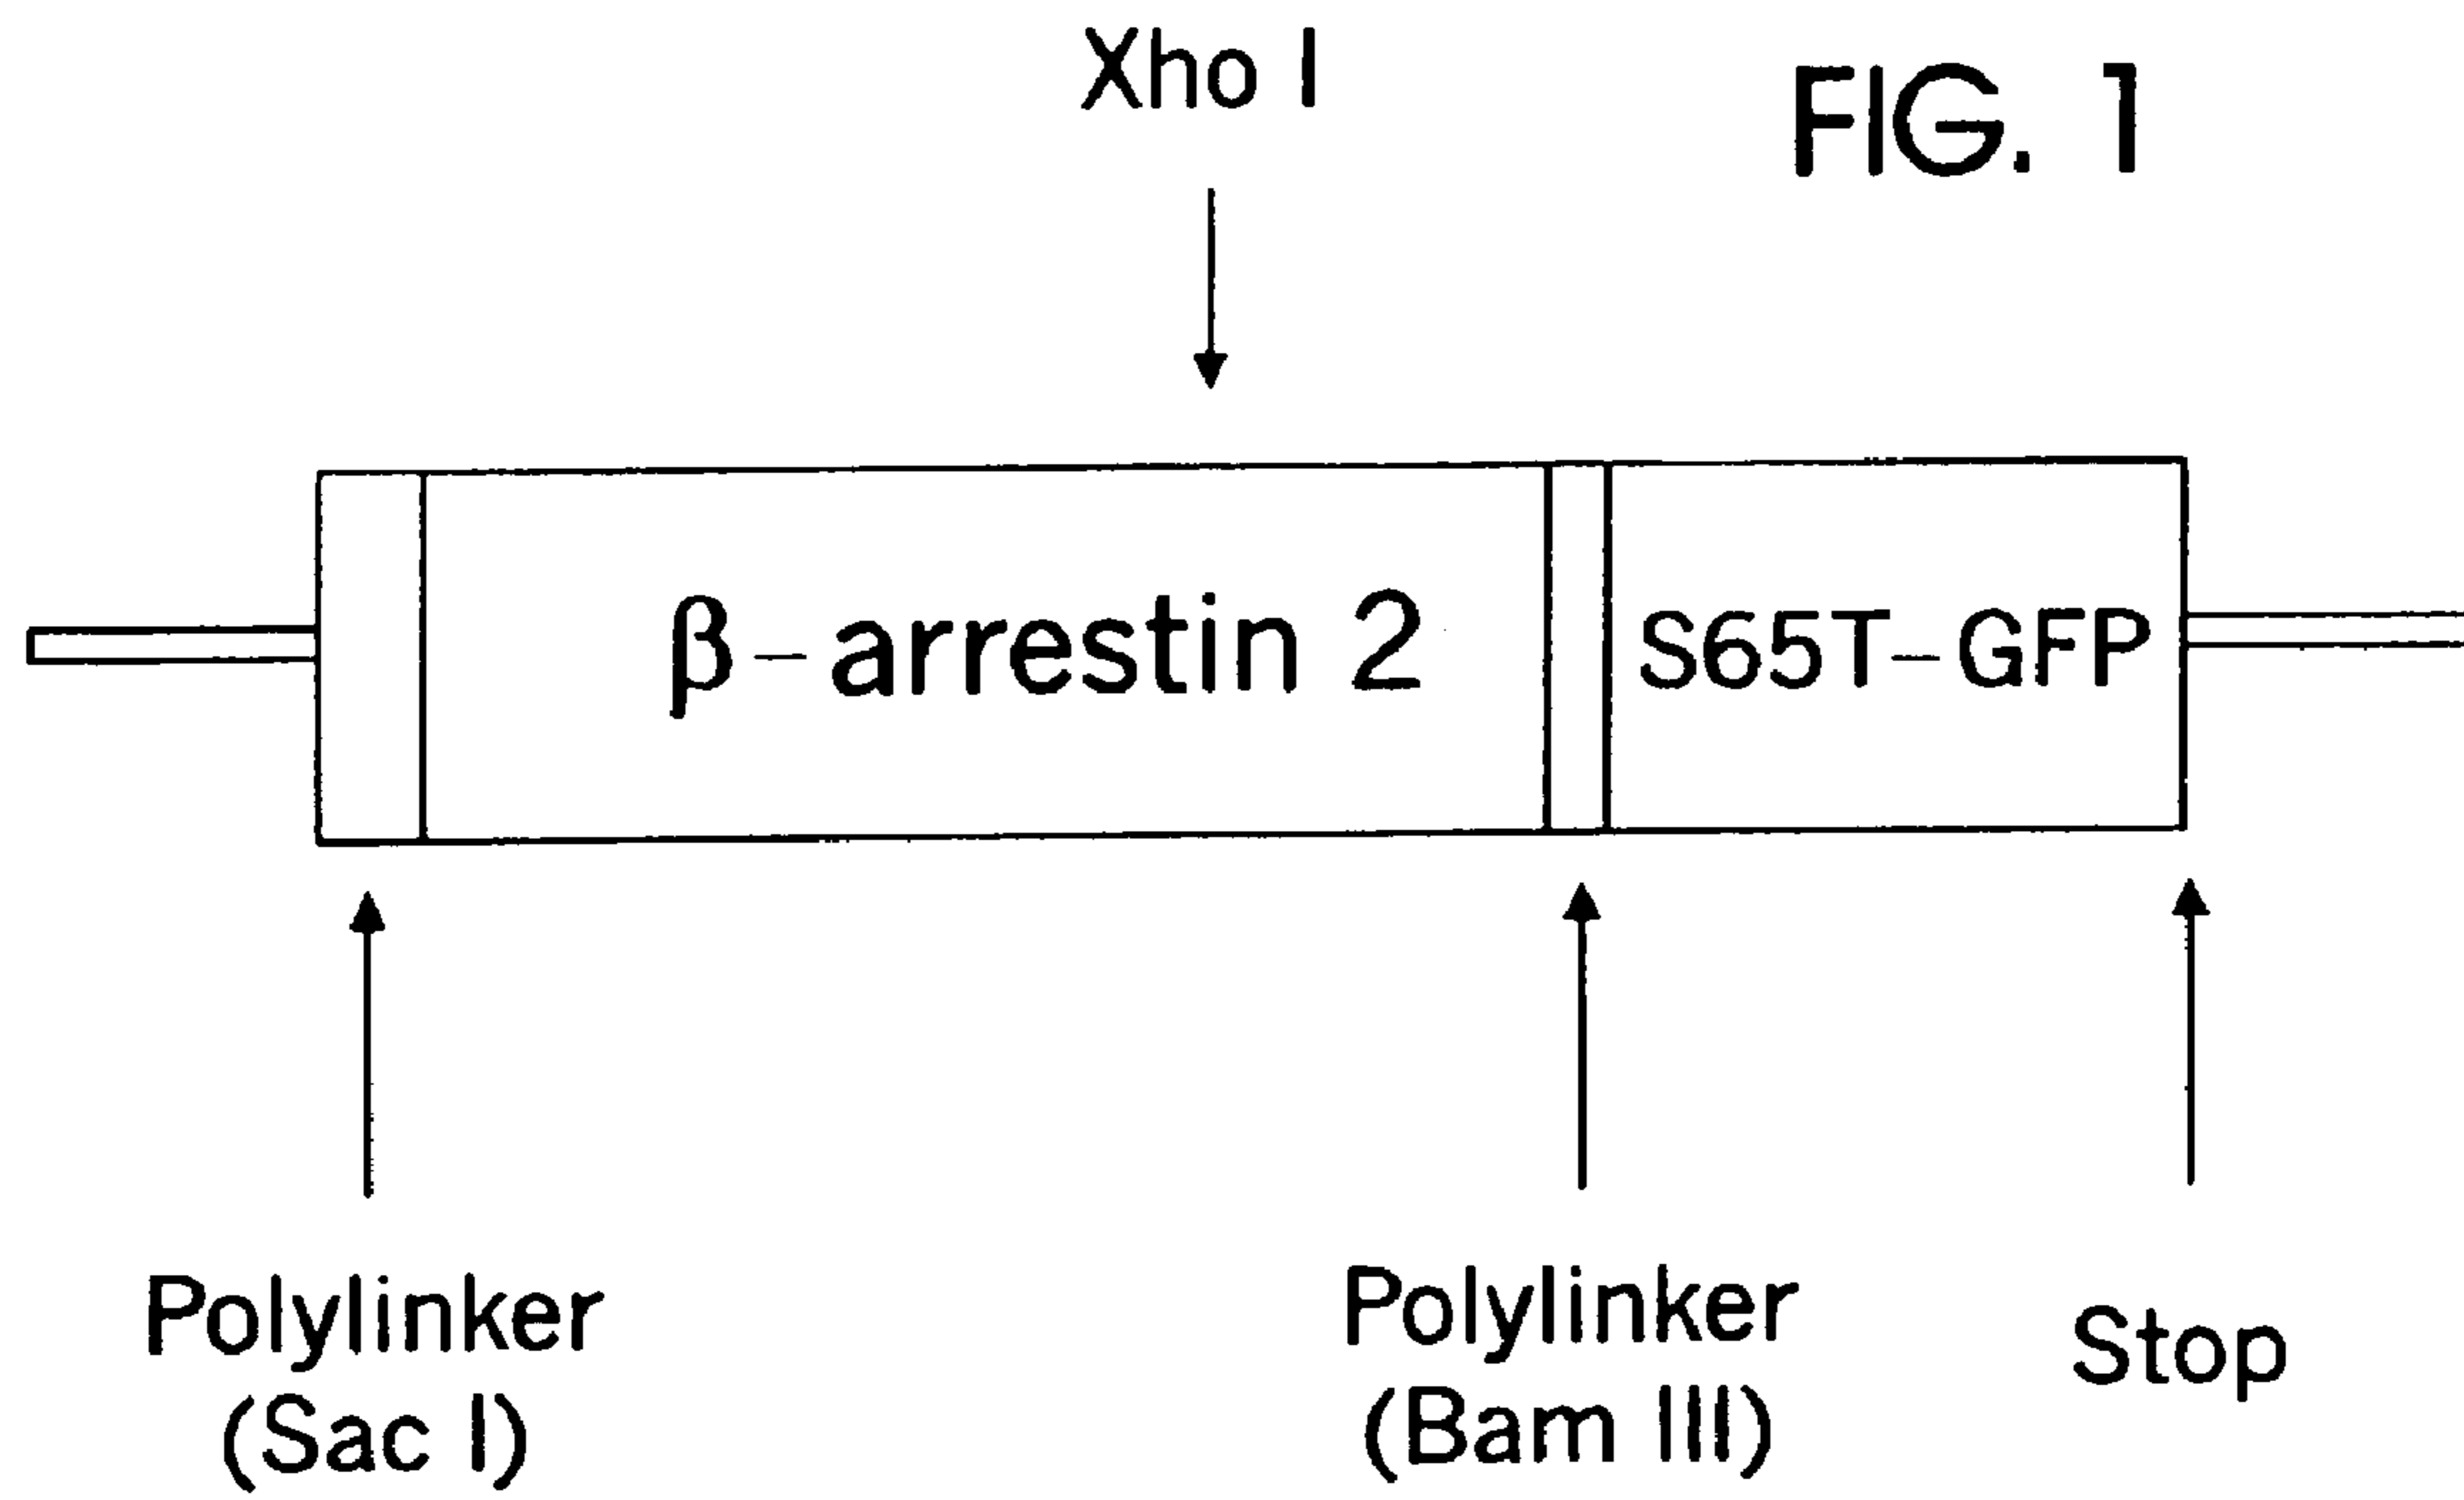 Xho I
FIG. 1
β-arrestin 2
S65T-GFP
Polylinker
(Sac I)
Polylinker
(Bam III)
Stop